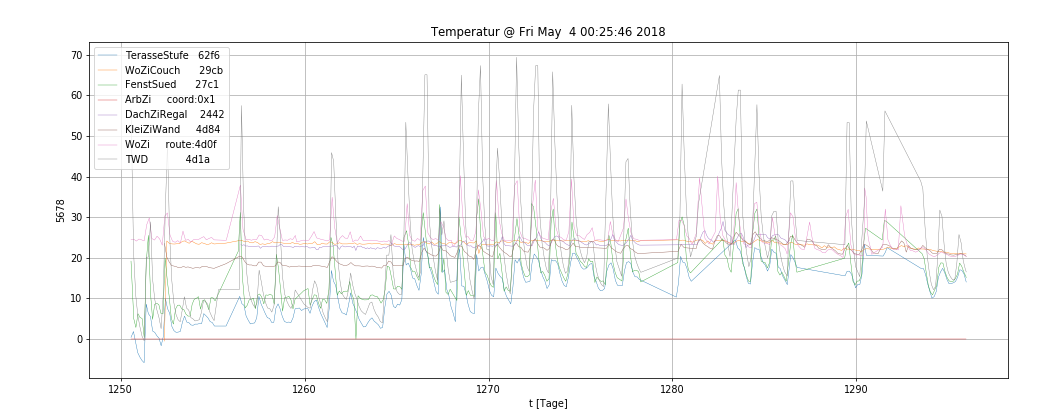 Temperatur @ Fri May  4 00:25:46 2018
70
60
50
40
30
20
10
0
5678
TerasseStufe 62f6
WoZiCouch 29cb
FenstSued 27c1
ArbZi coord:0x1
DachZiRegal 2442
KleiZiWand 4d84
WoZi route:4d0f
TWD 4d1a
1250 1260 1270 1280 1290
t [Tage]